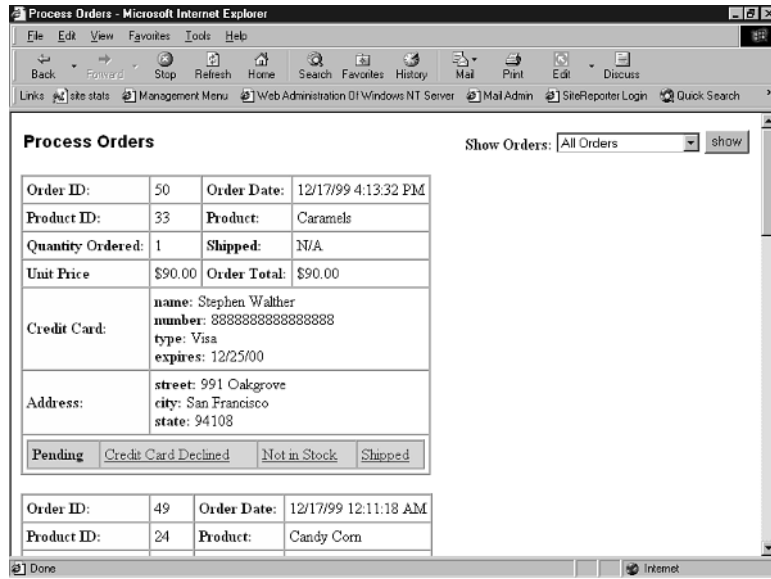 Process Orders - Microsoft Internet Explorer
File Edit View Favorites Tools Help
Back Forward Stop Refresh Home Search Favorites History Mail Print Edit Discuss
Links site stats Management Menu Web Administration Of Windows NT Server Mail Admin SiteReporter Login Quick Search
Process Orders
Show Orders: All Orders show
Order ID: 50 Order Date: 12/17/99 4:13:32 PM
Product ID: 33 Product: Caramels
Quantity Ordered: 1 Shipped: N/A
Unit Price $90.00 Order Total: $90.00
Credit Card:
name: Stephen Walther
number: 8888888888888888
type: Visa
expires: 12/25/00
Address:
street: 991 Oakgrove
city: San Francisco
state: 94108
Pending Credit Card Declined Not in Stock Shipped
Order ID: 49 Order Date: 12/17/99 12:11:18 AM
Product ID: 24 Product: Candy Corn
Done Internet